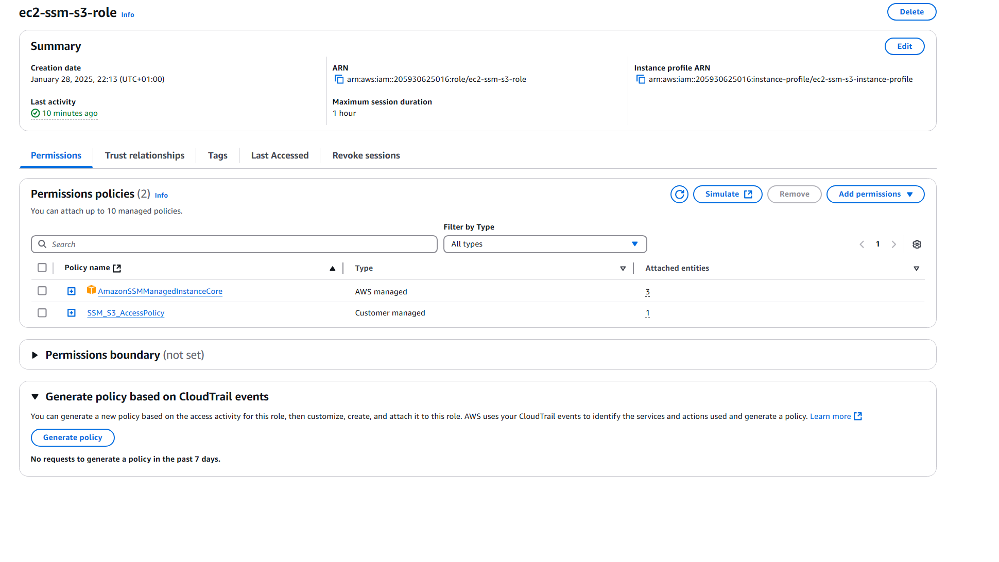 ec2-ssm-s3-role Info
Delete
Summary
Edit
Creation date
January 28, 2025, 22:13 (UTC+01:00)
ARN
arn:aws:iam::205930625016:role/ec2-ssm-s3-role
Instance profile ARN
arn:aws:iam::205930625016:instance-profile/ec2-ssm-s3-instance-profile
Last activity
10 minutes ago
Maximum session duration
1 hour
Permissions
Trust relationships
Tags
Last Accessed
Revoke sessions
Permissions policies (2) Info
Simulate
Remove
Add permissions
You can attach up to 10 managed policies.
Filter by Type
Search
All types
1
Policy name
Type
Attached entities
AmazonSSMManagedInstanceCore
AWS managed
3
SSM_S3_AccessPolicy
Customer managed
1
Permissions boundary (not set)
Generate policy based on CloudTrail events
You can generate a new policy based on the access activity for this role, then customize, create, and attach it to this role. AWS uses your CloudTrail events to identify the services and actions used and generate a policy. Learn more
Generate policy
No requests to generate a policy in the past 7 days.